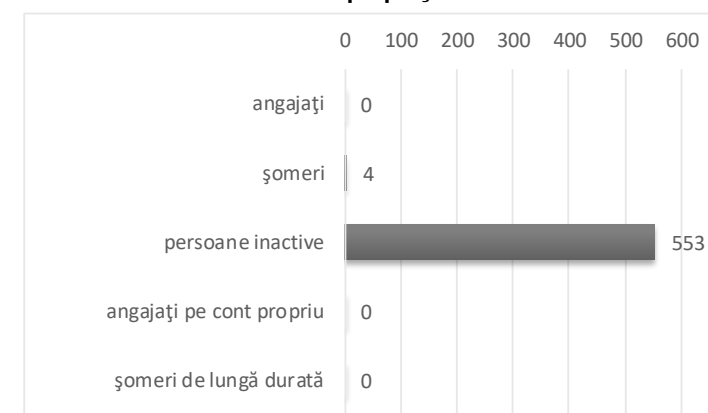 0 100 200 300 400 500 600
angajaţi 0
şomeri 4
persoane inactive 553
angajaţi pe cont propriu 0
şomeri de lungă durată 0